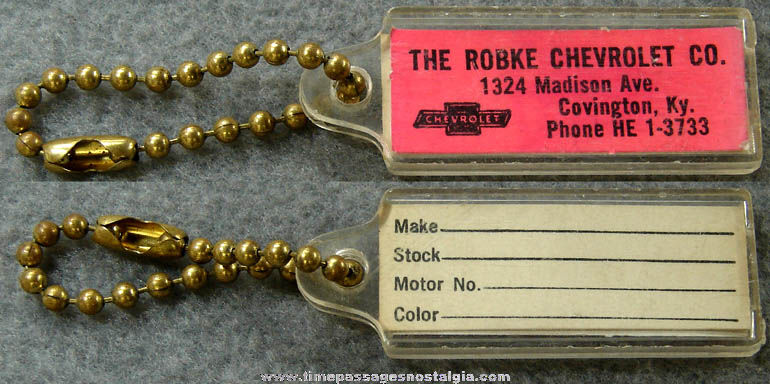 THE ROBKE CHEVROLET CO.
1324 Madison Ave.
Covington, Ky.
CHEVROLET
Phone HE 1-3733
Make
Stock
Motor No.
Color
www.timepassagesnostalgia.com